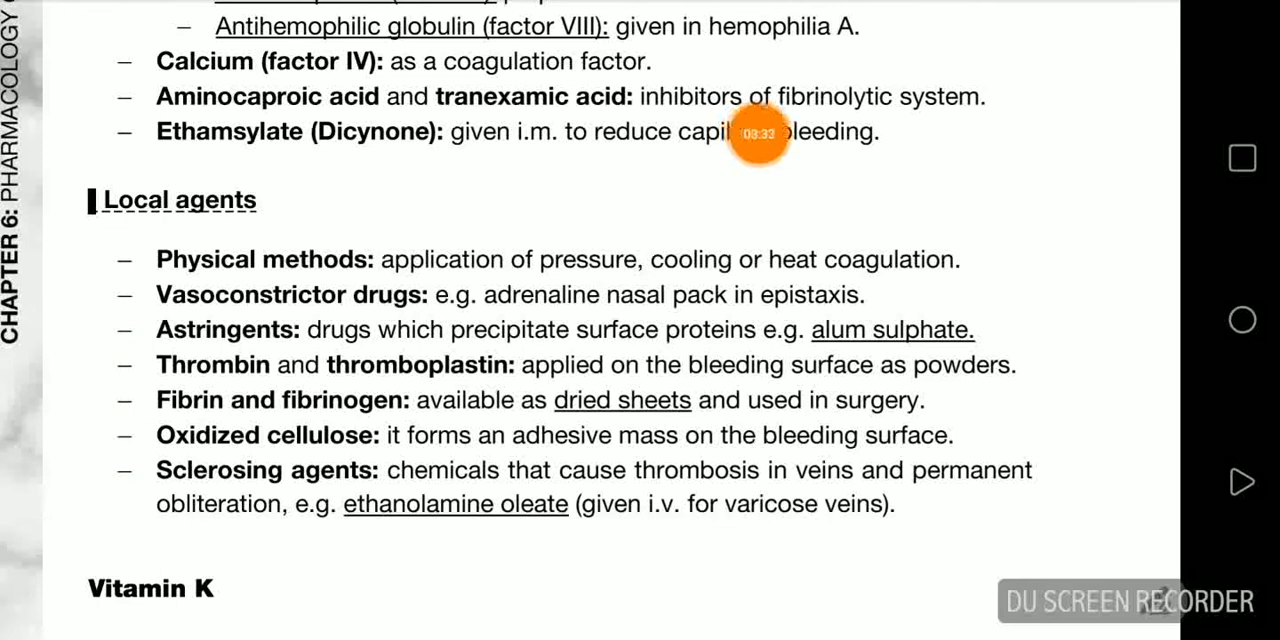 Antihemophilic globulin (factor VIII): given in hemophilia A.
– Calcium (factor IV): as a coagulation factor.
– Aminocaproic acid and tranexamic acid: inhibitors of fibrinolytic system.
– Ethamsylate (Dicynone): given i.m. to reduce bleeding.
03:33
Local agents
– Physical methods: application of pressure, cooling or heat coagulation.
– Vasoconstrictor drugs: e.g. adrenaline nasal pack in epistaxis.
– Astringents: drugs which precipitate surface proteins e.g. alum sulphate.
– Thrombin and thromboplastin: applied on the bleeding surface as powders.
– Fibrin and fibrinogen: available as dried sheets and used in surgery.
– Oxidized cellulose: it forms an adhesive mass on the bleeding surface.
– Sclerosing agents: chemicals that cause thrombosis in veins and permanent
obliteration, e.g. ethanolamine oleate (given i.v. for varicose veins).
Vitamin K
CHAPTER 6: PHARMACOLOGY
DU SCREEN RECORDER